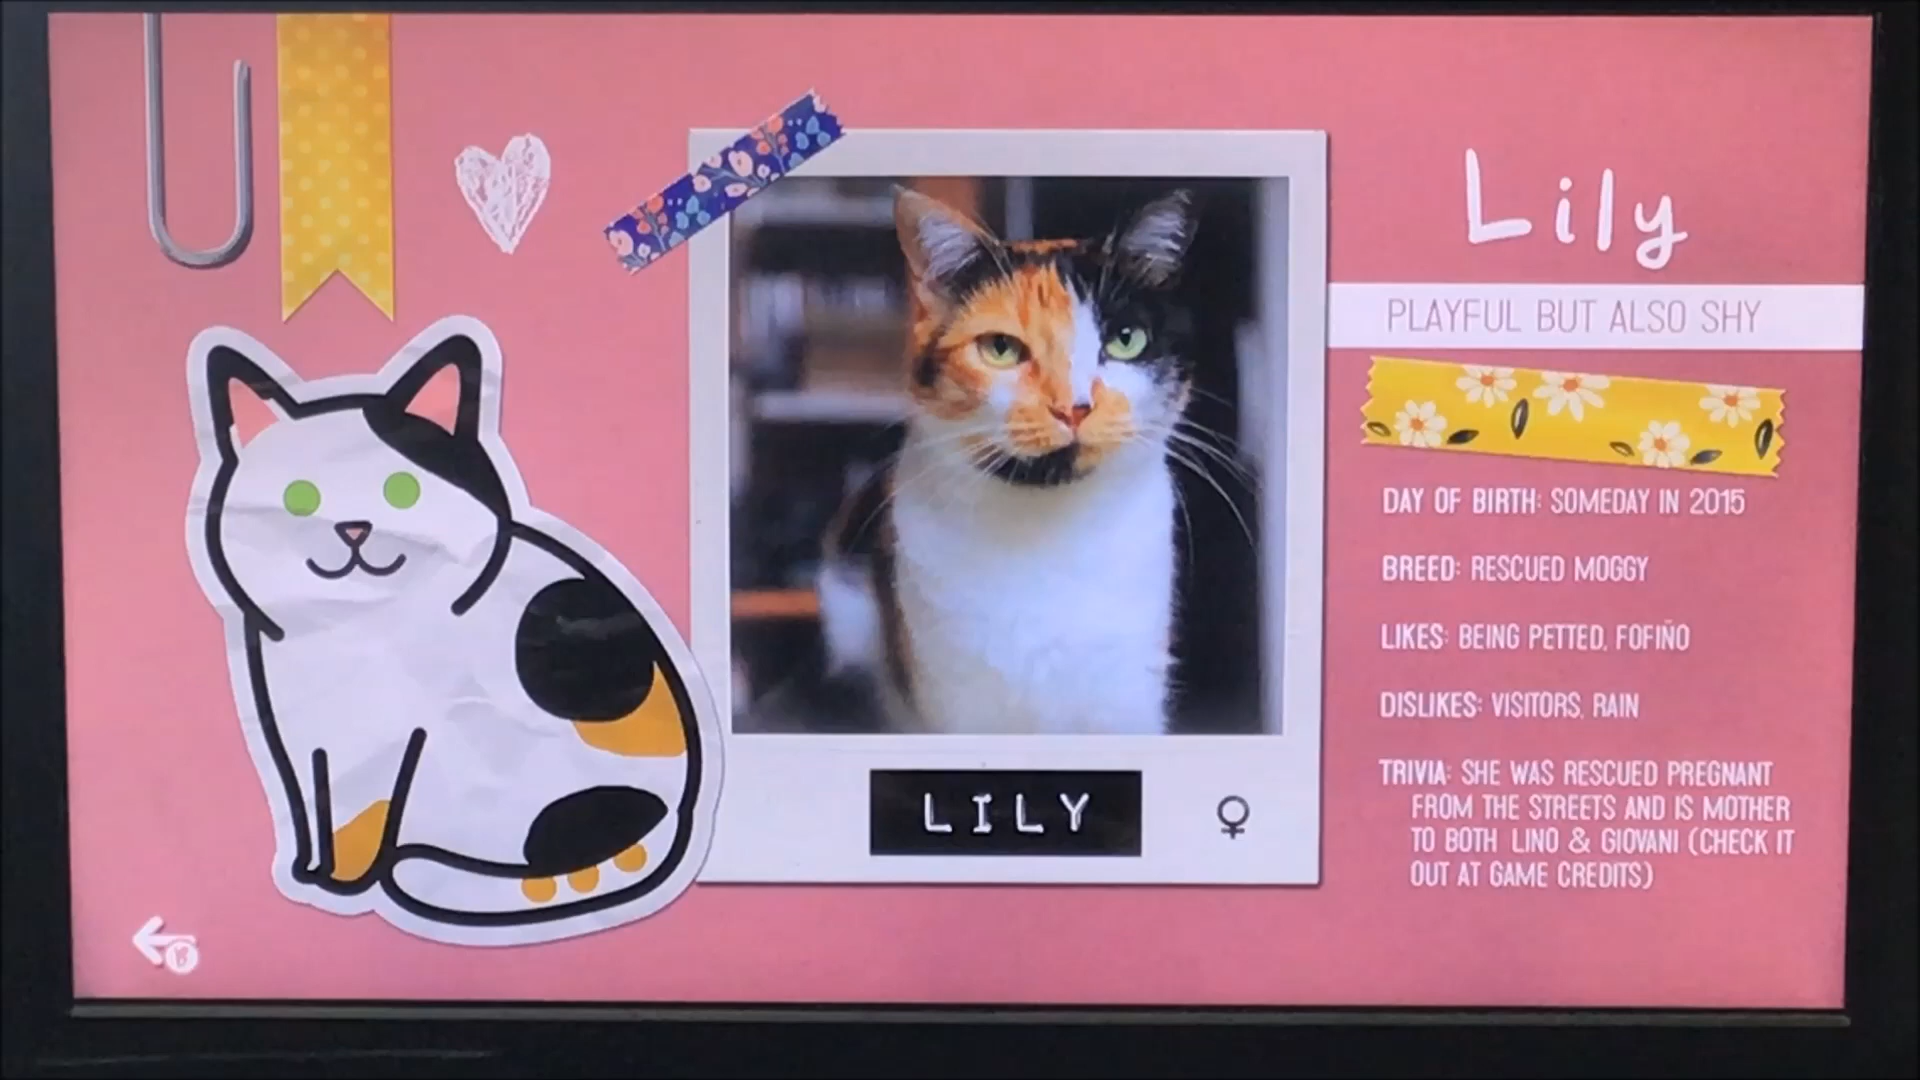 Lily
PLAYFUL BUT ALSO SHY
DAY OF BIRTH: SOMEDAY IN 2015
BREED: RESCUED MOGGY
LIKES: BEING PETTED, FOFIÑO
DISLIKES: VISITORS, RAIN
TRIVIA: SHE WAS RESCUED PREGNANT
FROM THE STREETS AND IS MOTHER
TO BOTH LINO & GIOVANI (CHECK IT
OUT AT GAME CREDITS)
LILY
B